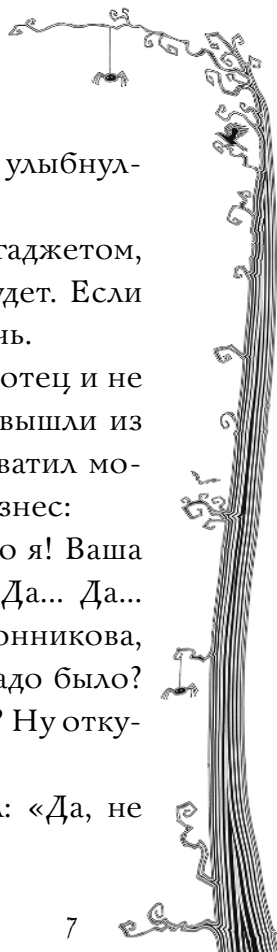 улыбнул-
гаджетом,
удет. Если
чь.
отец и не
вышли из
ватил мо-
знес:
о я! Ваша
Да... Да...
онникова,
адо было?
? Ну отку-
: «Да, не
7